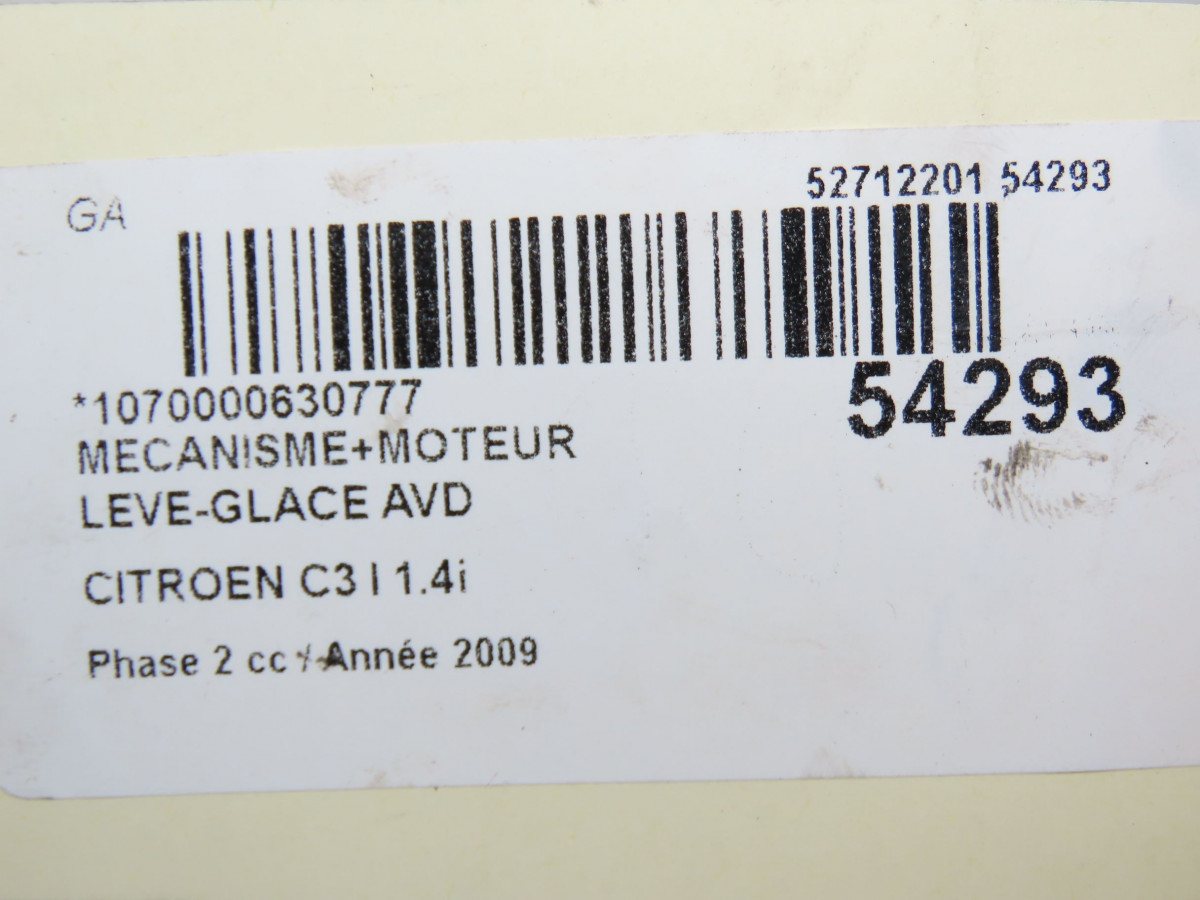 GA
52712201 54293
*1070000630777
54293
MECANISME+MOTEUR
LEVE-GLACE AVD
CITROEN C3 I 1.4i
Phase 2 cc / Année 2009